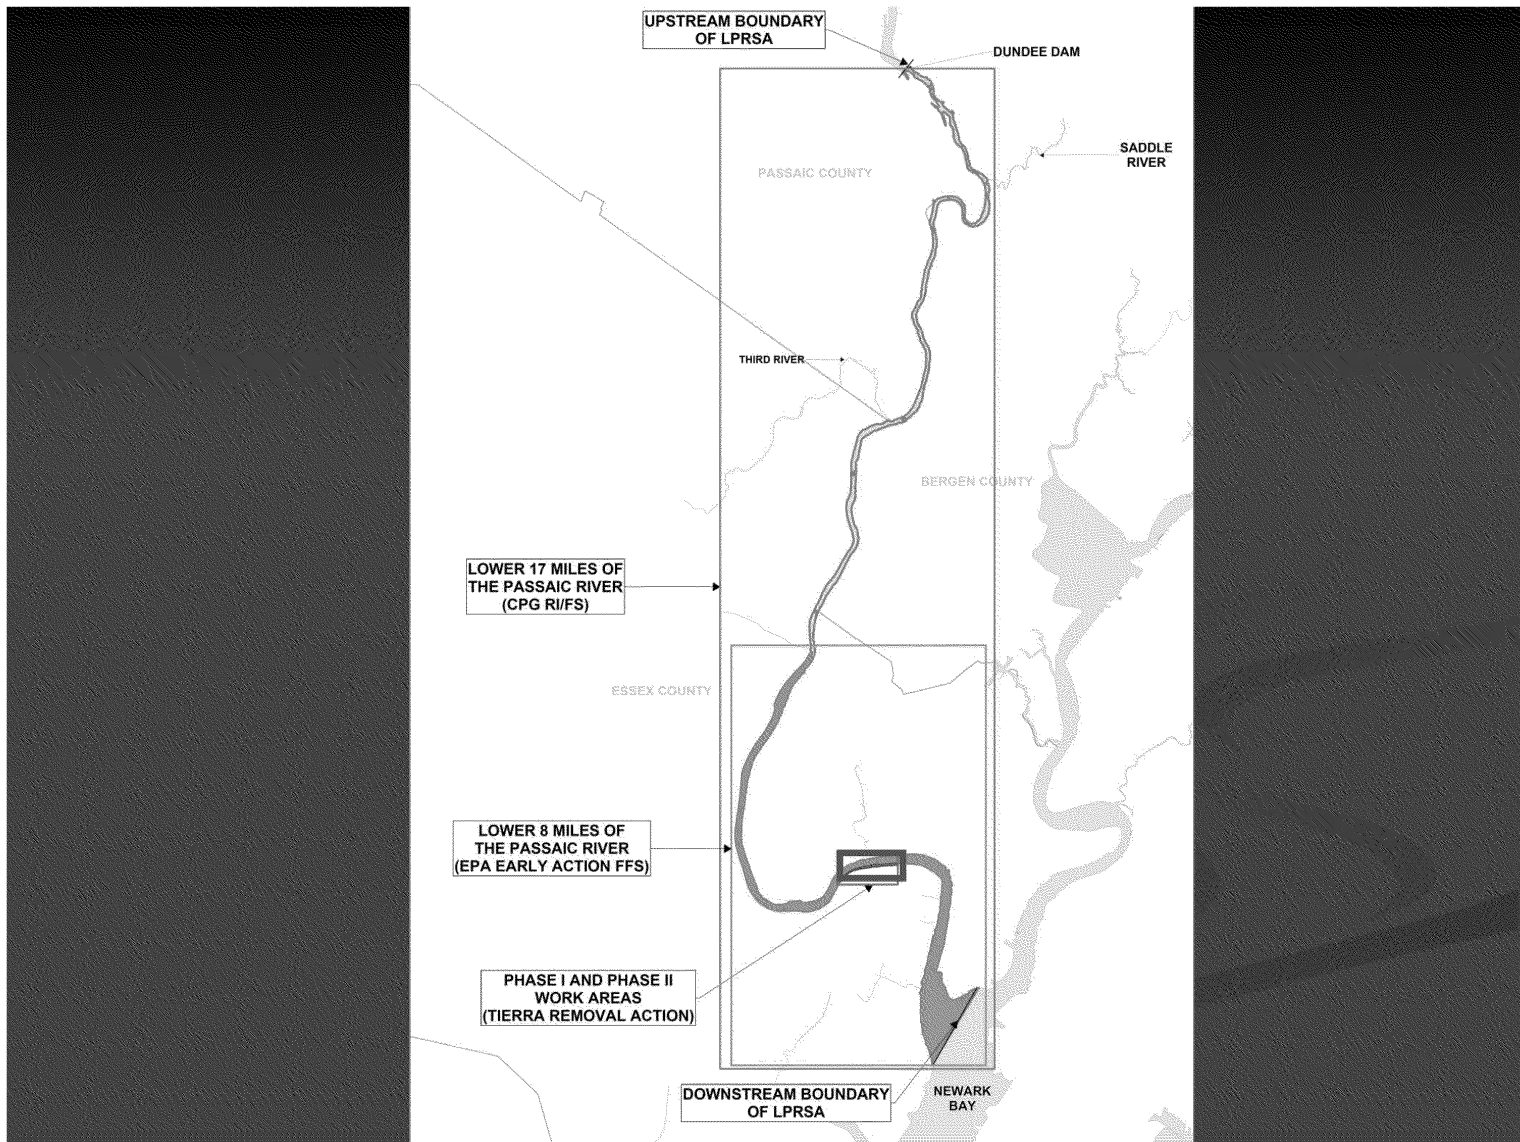 UPSTREAM BOUNDARY
OF LPRSA
DUNDEE DAM
SADDLE
RIVER
PASSAIC COUNTY
THIRD RIVER
BERGEN COUNTY
LOWER 17 MILES OF
THE PASSAIC RIVER
(CPG RI/FS)
ESSEX COUNTY
LOWER 8 MILES OF
THE PASSAIC RIVER
(EPA EARLY ACTION FFS)
PHASE I AND PHASE II
WORK AREAS
(TIERRA REMOVAL ACTION)
DOWNSTREAM BOUNDARY
OF LPRSA
NEWARK
BAY